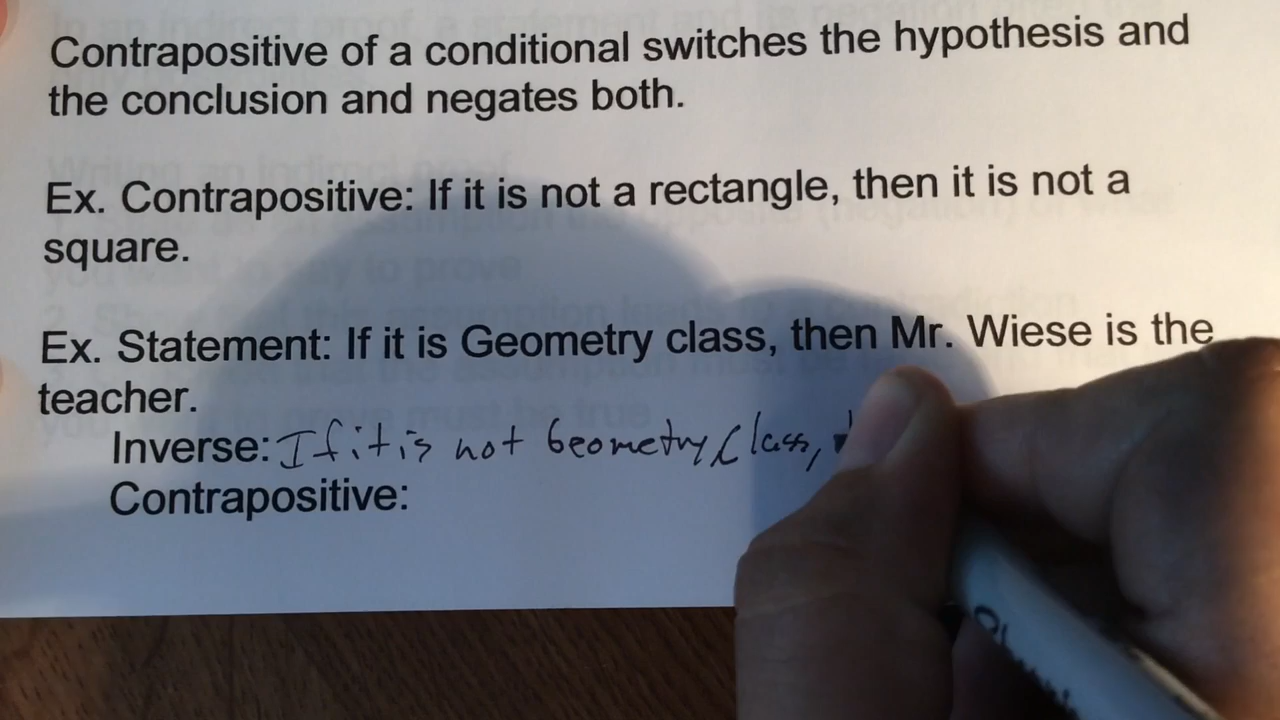 Contrapositive of a conditional switches the hypothesis and
the conclusion and negates both.
Ex. Contrapositive: If it is not a rectangle, then it is not a
square.
Ex. Statement: If it is Geometry class, then Mr. Wiese is the
teacher.
Inverse: If it is not Geometry Class,
Contrapositive: